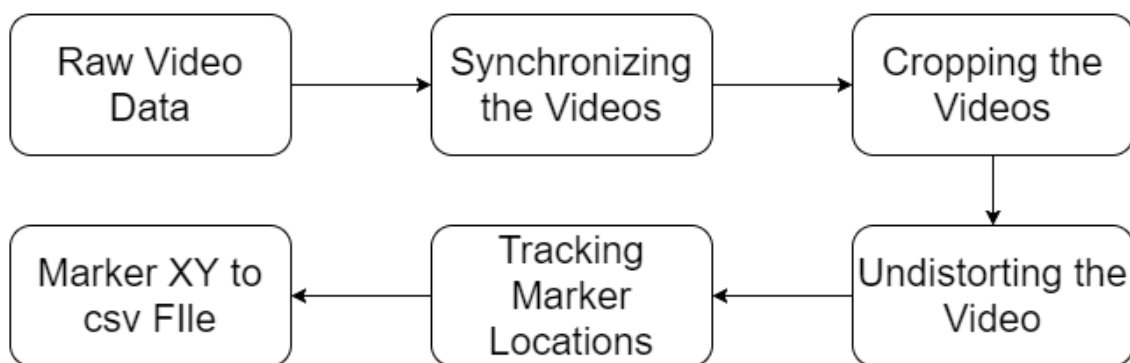 Raw Video
Data
Synchronizing
the Videos
Cropping the
Videos
Undistorting the
Video
Tracking
Marker
Locations
Marker XY to
csv FIle